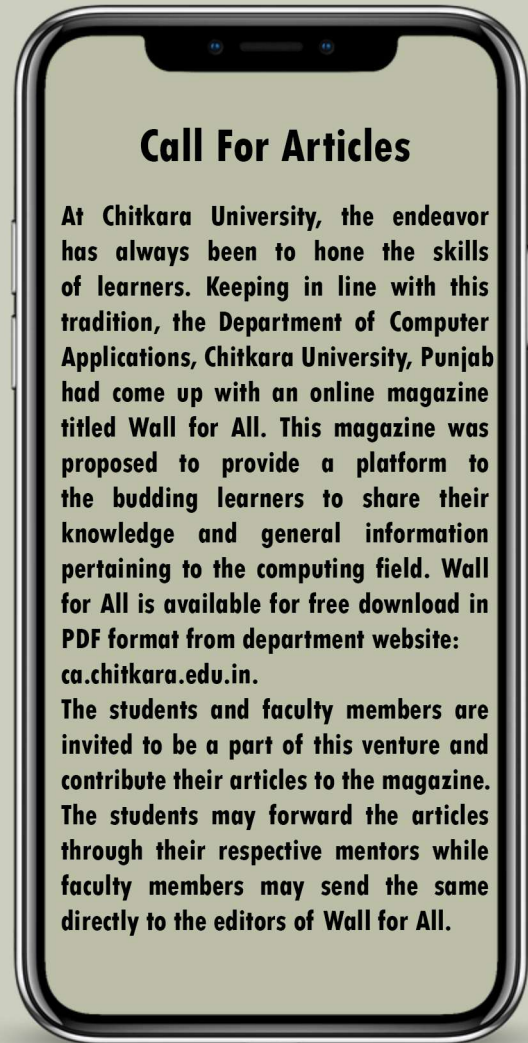 Call For Articles
At Chitkara University, the endeavor
has always been to hone the skills
of learners. Keeping in line with this
tradition, the Department of Computer
Applications, Chitkara University, Punjab
had come up with an online magazine
titled Wall for All. This magazine was
proposed to provide a platform to
the budding learners to share their
knowledge and general information
pertaining to the computing field. Wall
for All is available for free download in
PDF format from department website:
ca.chitkara.edu.in.
The students and faculty members are
invited to be a part of this venture and
contribute their articles to the magazine.
The students may forward the articles
through their respective mentors while
faculty members may send the same
directly to the editors of Wall for All.